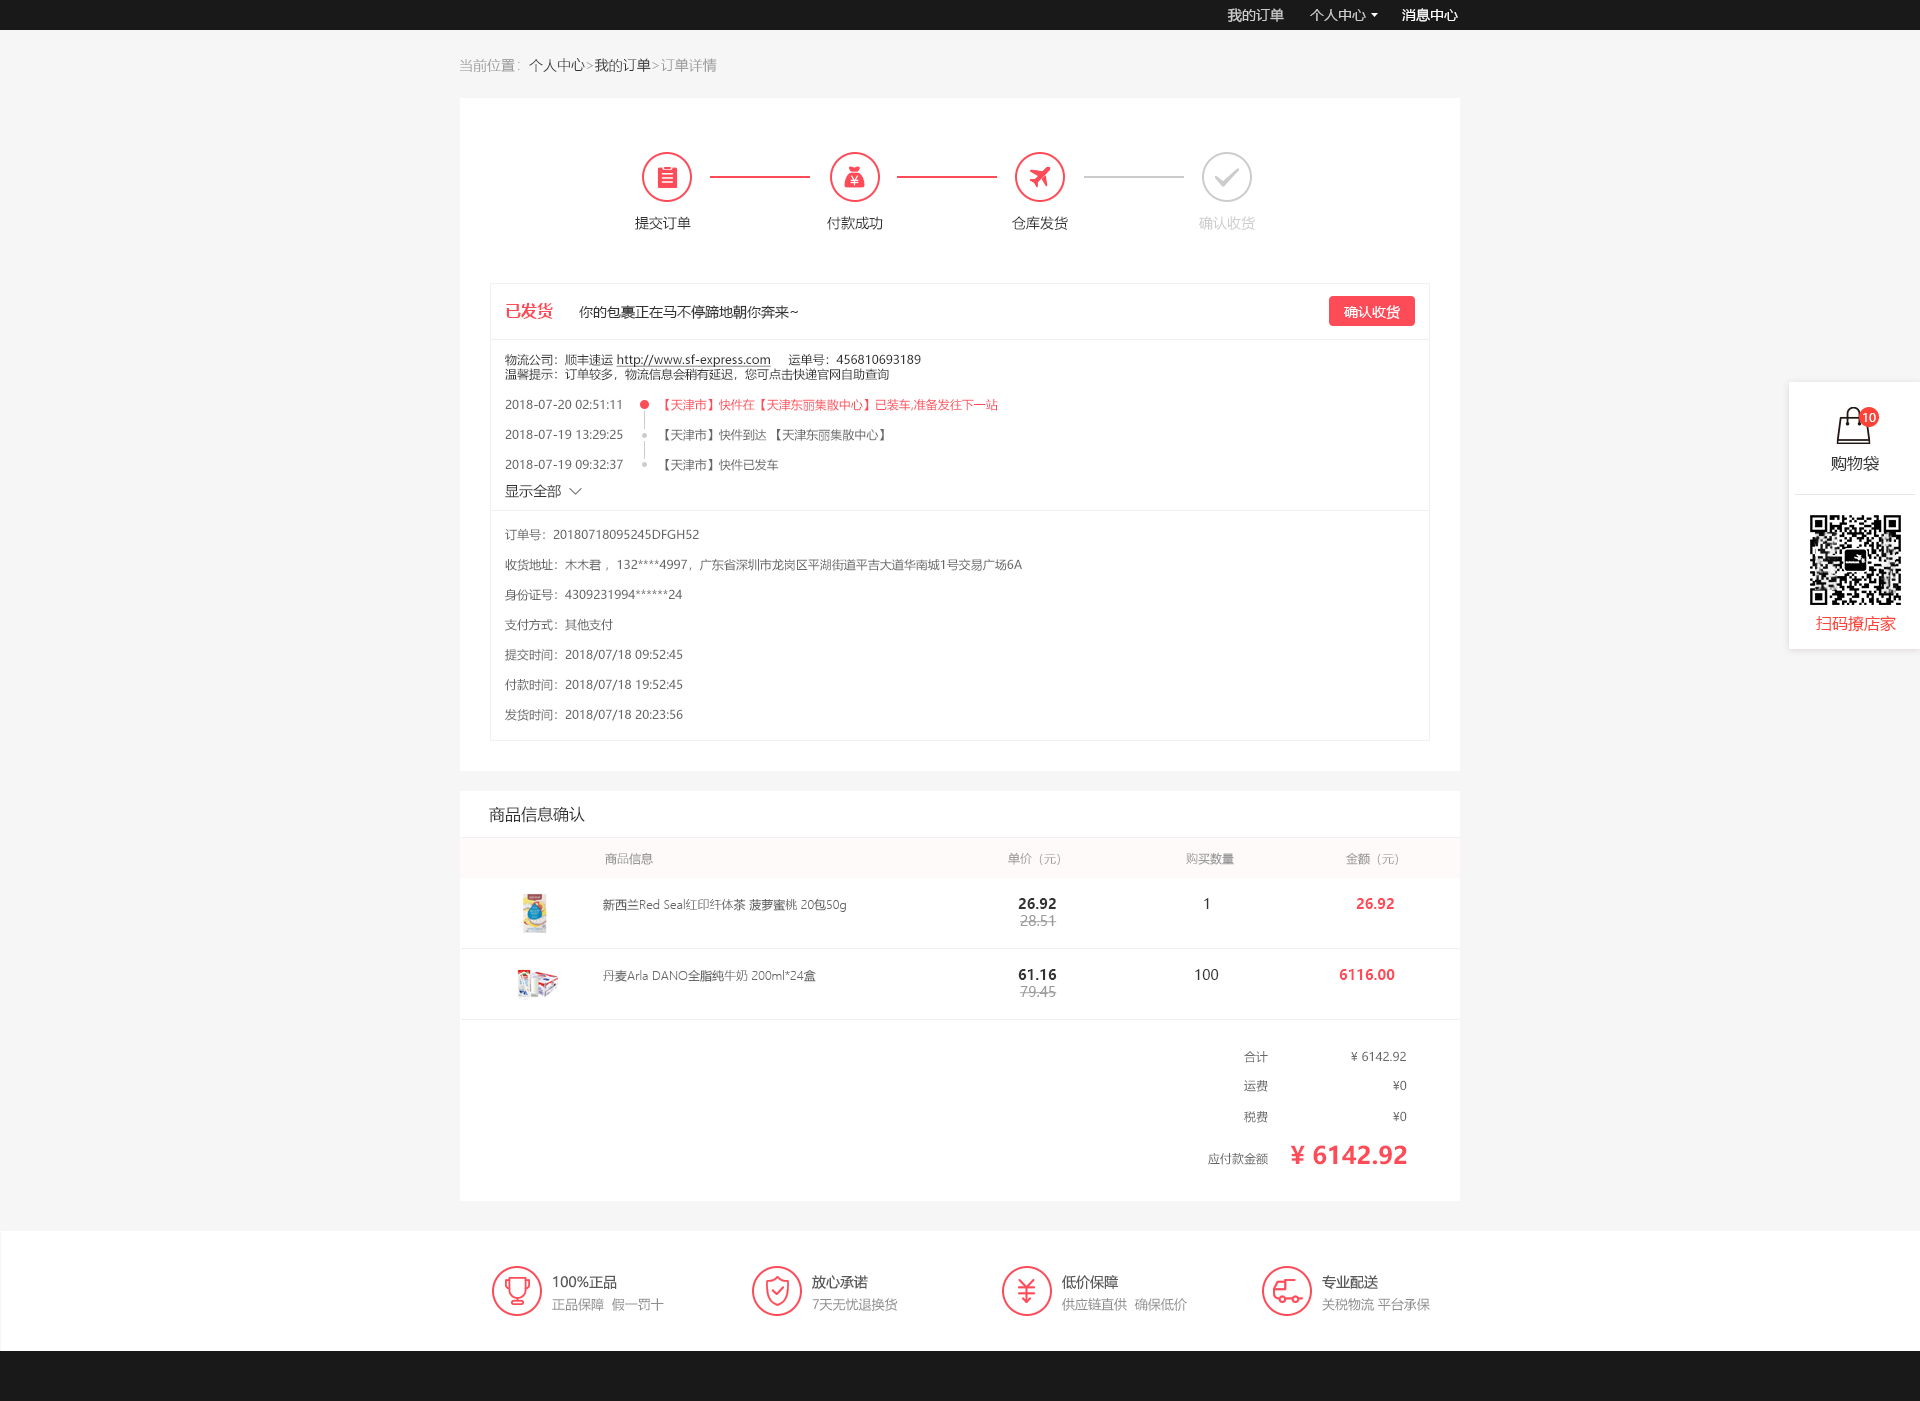 我的订单 个人中心 消息中心
当前位置：个人中心>我的订单>订单详情
提交订单 付款成功 仓库发货 确认收货
已发货 你的包裹正在马不停蹄地朝你奔来~ 确认收货
物流公司：顺丰速运 http://www.sf-express.com 运单号：456810693189
温馨提示：订单较多，物流信息会稍有延迟，您可点击快递官网自助查询
2018-07-20 02:51:11 【天津市】快件在【天津东丽集散中心】已装车,准备发往下一站
2018-07-19 13:29:25 【天津市】快件到达 【天津东丽集散中心】
2018-07-19 09:32:37 【天津市】快件已发车
显示全部
订单号：20180718095245DFGH52
收货地址：木木君 ，132****4997，广东省深圳市龙岗区平湖街道平吉大道华南城1号交易广场6A
身份证号：4309231994******24
支付方式：其他支付
提交时间：2018/07/18 09:52:45
付款时间：2018/07/18 19:52:45
发货时间：2018/07/18 20:23:56
10
购物袋
扫码撩店家
商品信息确认
商品信息 单价（元） 购买数量 金额（元）
新西兰Red Seal红印纤体茶 菠萝蜜桃 20包50g 26.92 1 26.92
28.51
丹麦Arla DANO全脂纯牛奶 200ml*24盒 61.16 100 6116.00
79.45
合计 ¥ 6142.92
运费 ¥0
税费 ¥0
应付款金额 ¥ 6142.92
100%正品 放心承诺 低价保障 专业配送
正品保障 假一罚十 7天无忧退换货 供应链直供 确保低价 关税物流 平台承保